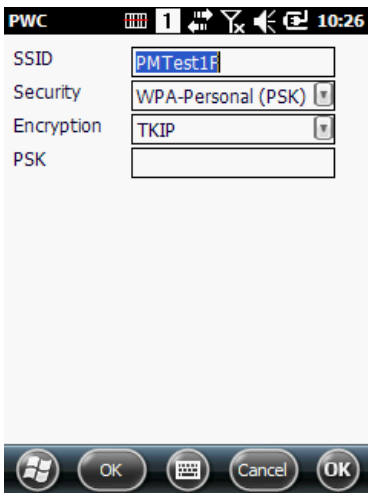 PWC 1 10:26
SSID PMTest1F
Security WPA-Personal (PSK)
Encryption TKIP
PSK
OK Cancel OK